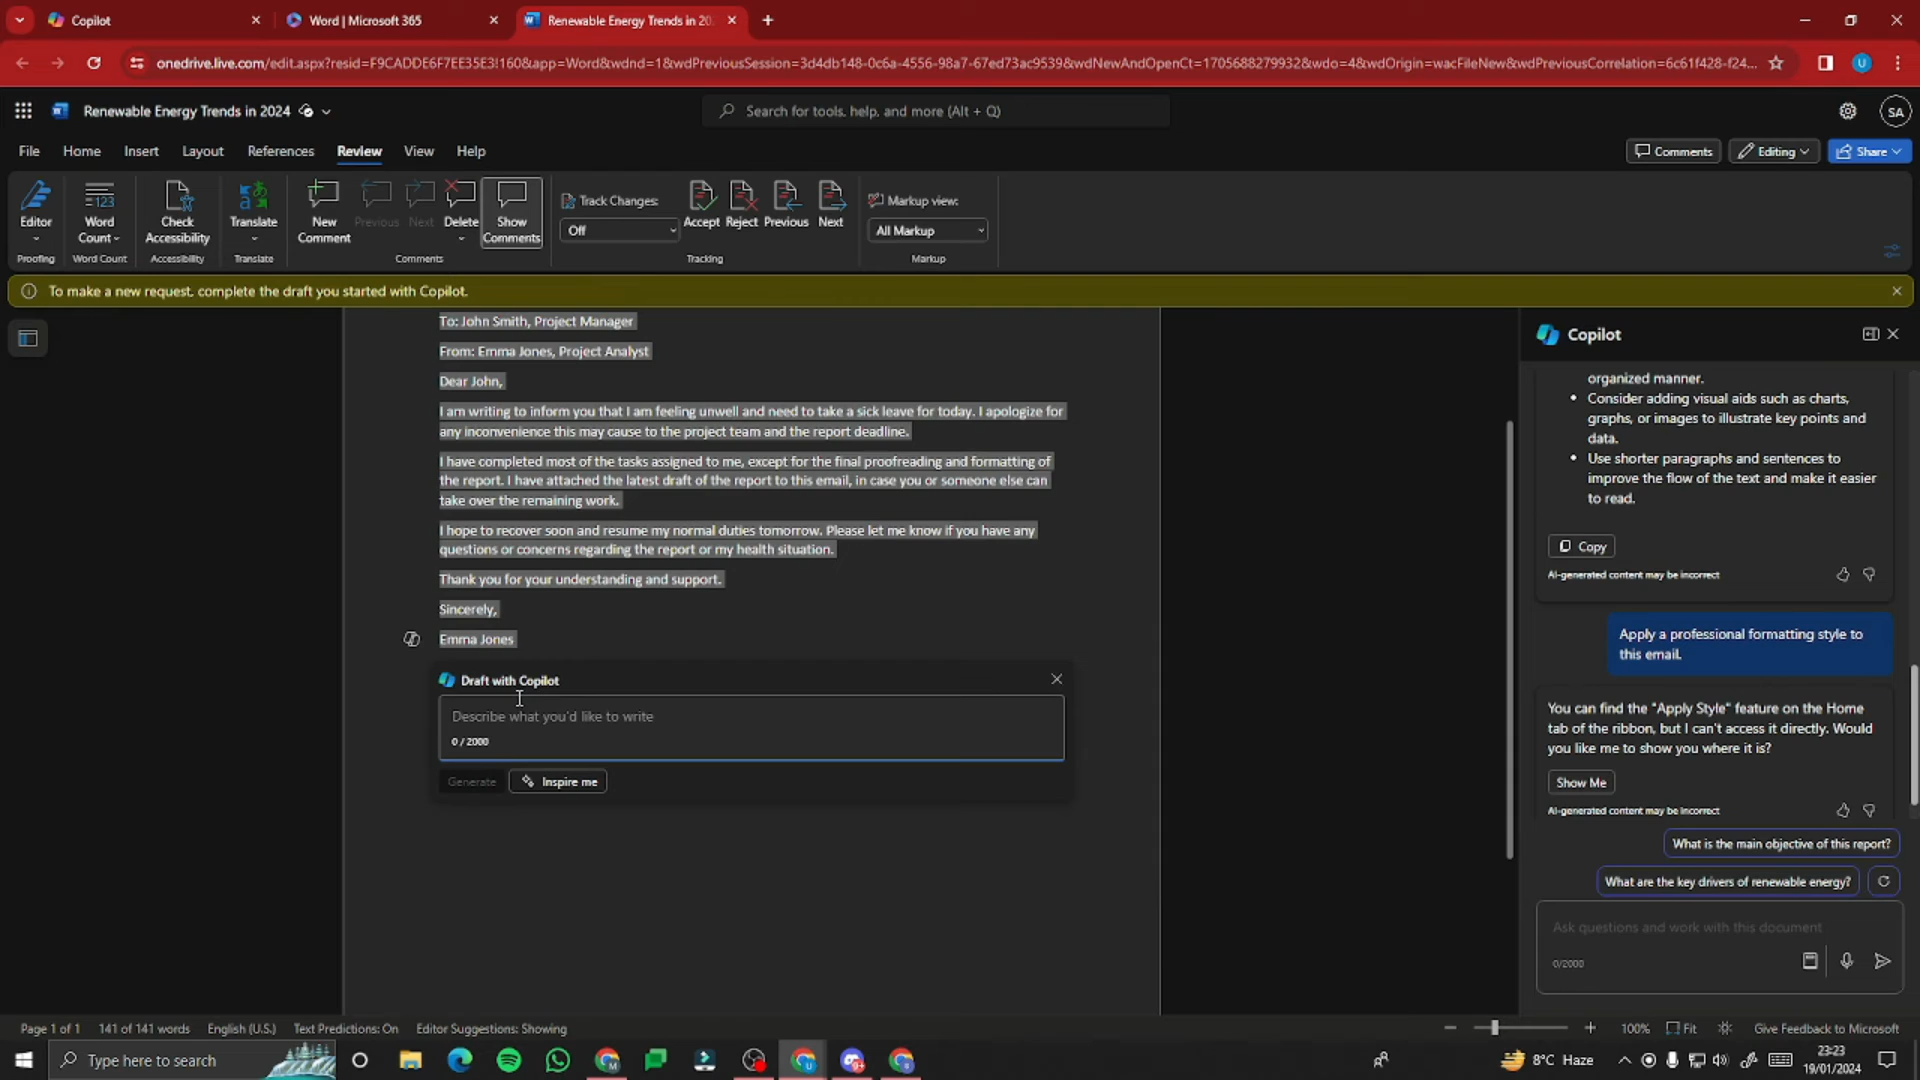 Copilot
Word | Microsoft 365
Renewable Energy Trends in 20
onedrive.live.com/edit.aspx?resid=F9CADDE6F7EE35E3!160&app=Word&wdnd=1&wdPreviousSession=3d4db148-0c6a-4556-98a7-67ed73ac9539&wdNewAndOpenCt=1705688279932&wdo=4&wdOrigin=wacFileNew&wdPreviousCorrelation=6c61f428-f24...
U
Renewable Energy Trends in 2024
Search for tools, help, and more (Alt + Q)
SA
File Home Insert Layout References Review View Help
Comments Editing Share
Editor
Word Count
Check Accessibility
Translate
New Comment
Previous
Next
Delete
Show Comments
Track Changes:
Off
Accept
Reject
Previous
Next
Markup view:
All Markup
Proofing Word Count Accessibility Translate Comments Tracking Markup
To make a new request, complete the draft you started with Copilot.
To: John Smith, Project Manager
From: Emma Jones, Project Analyst
Dear John,
I am writing to inform you that I am feeling unwell and need to take a sick leave for today. I apologize for
any inconvenience this may cause to the project team and the report deadline.
I have completed most of the tasks assigned to me, except for the final proofreading and formatting of
the report. I have attached the latest draft of the report to this email, in case you or someone else can
take over the remaining work.
I hope to recover soon and resume my normal duties tomorrow. Please let me know if you have any
questions or concerns regarding the report or my health situation.
Thank you for your understanding and support.
Sincerely,
Emma Jones
Draft with Copilot
Describe what you'd like to write
0 / 2000
Generate
Inspire me
Copilot
organized manner.
• Consider adding visual aids such as charts,
graphs, or images to illustrate key points and
data.
• Use shorter paragraphs and sentences to
improve the flow of the text and make it easier
to read.
Copy
AI-generated content may be incorrect
Apply a professional formatting style to
this email.
You can find the "Apply Style" feature on the Home
tab of the ribbon, but I can't access it directly. Would
you like me to show you where it is?
Show Me
AI-generated content may be incorrect
What is the main objective of this report?
What are the key drivers of renewable energy?
Ask questions and work with this document
0/2000
Page 1 of 1 141 of 141 words English (U.S.) Text Predictions: On Editor Suggestions: Showing
100% Fit Give Feedback to Microsoft
Type here to search
8°C Haze
23:23
19/01/2024